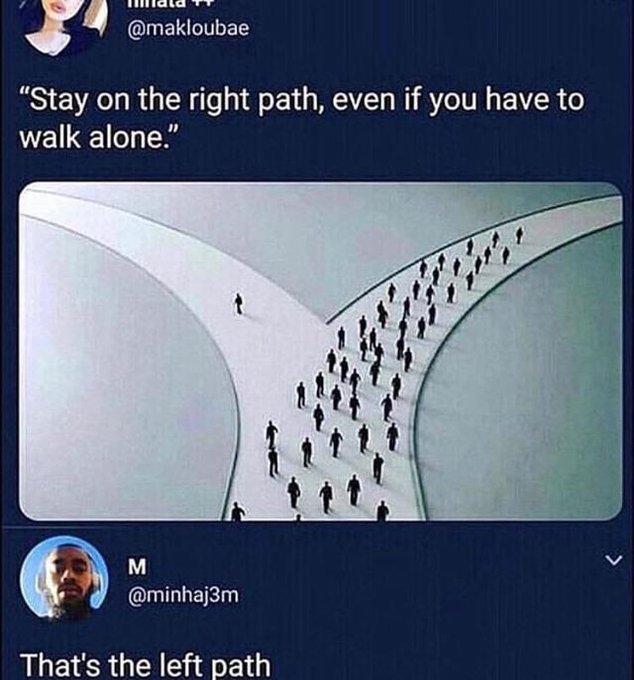 @makloubae
“Stay on the right path, even if you have to
walk alone.”
M
@minhaj3m
That's the left path